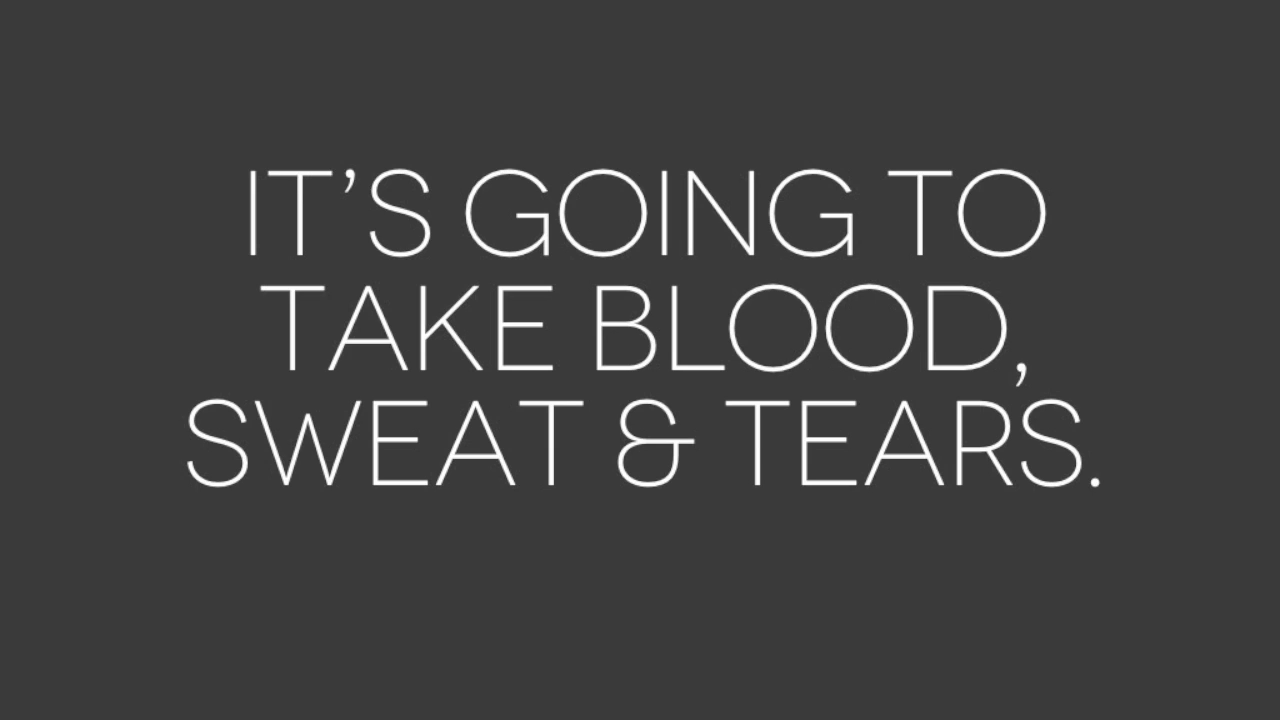 IT’S GOING TO
TAKE BLOOD,
SWEAT & TEARS.